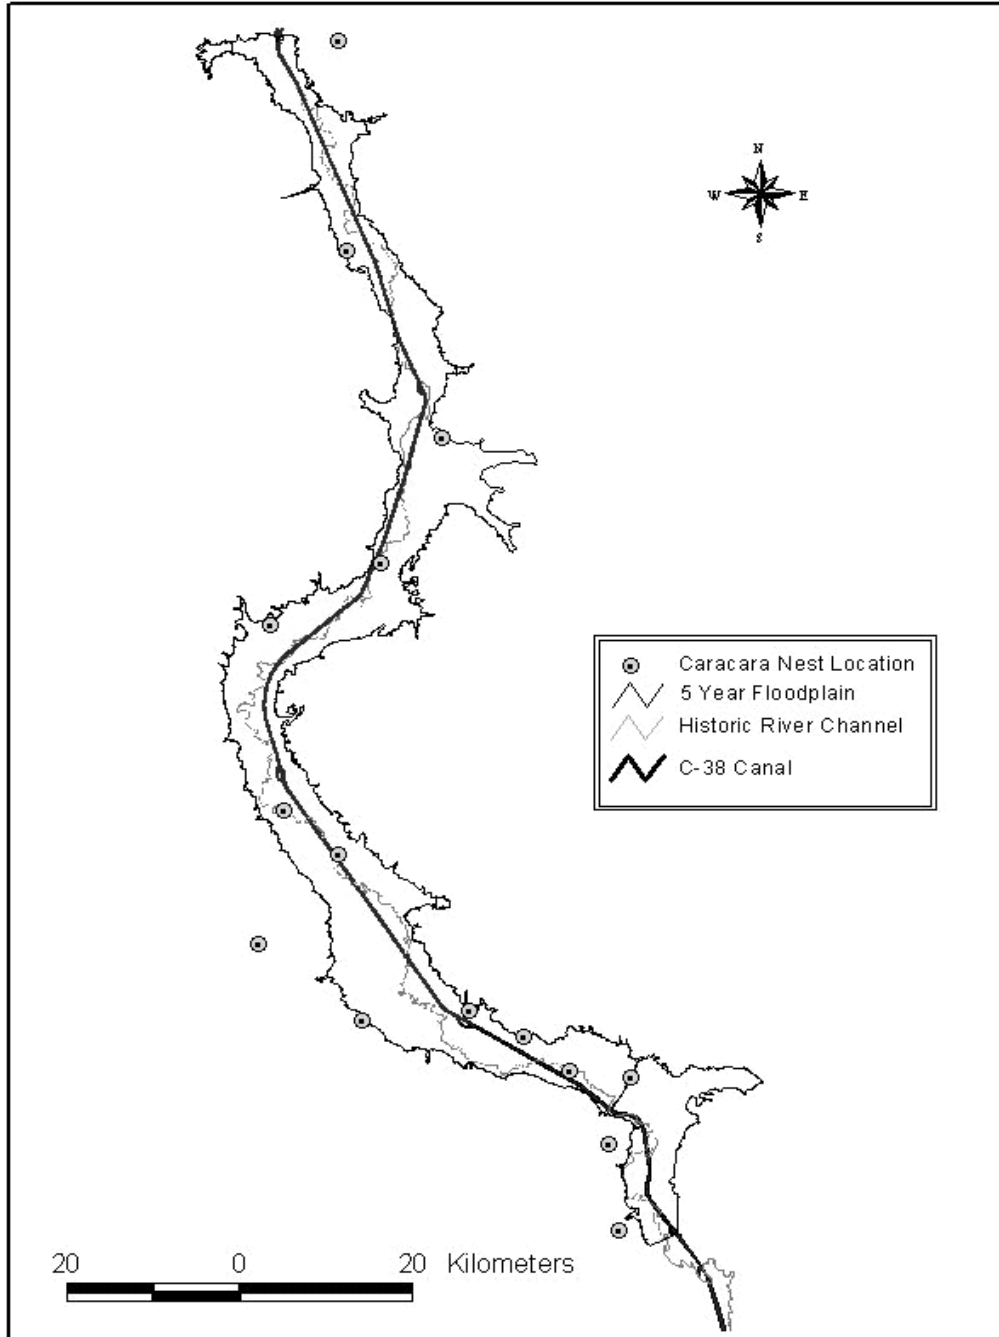 N
W E
S
Caracara Nest Location
5 Year Floodplain
Historic River Channel
C-38 Canal
20 0 20 Kilometers